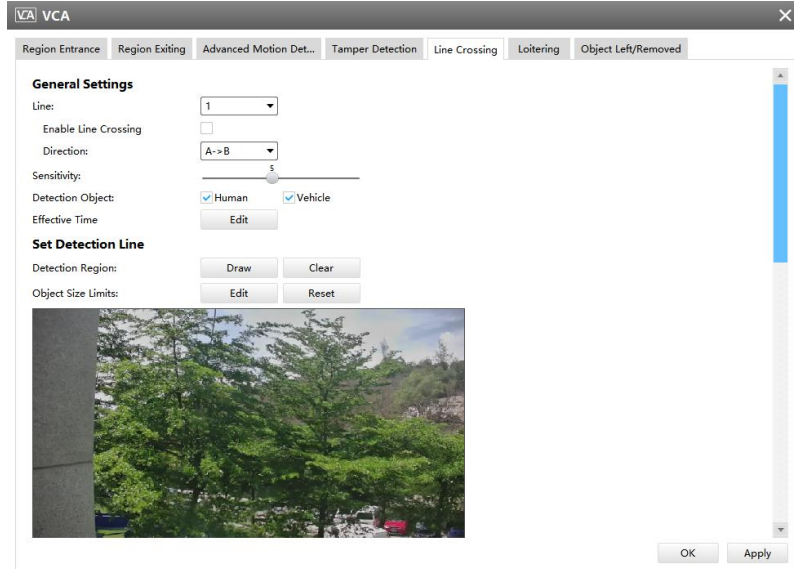 VCA VCA
Region Entrance Region Exiting Advanced Motion Det... Tamper Detection Line Crossing Loitering Object Left/Removed
General Settings
Line: 1
Enable Line Crossing
Direction: A->B
Sensitivity: 5
Detection Object: Human Vehicle
Effective Time Edit
Set Detection Line
Detection Region: Draw Clear
Object Size Limits: Edit Reset
OK Apply